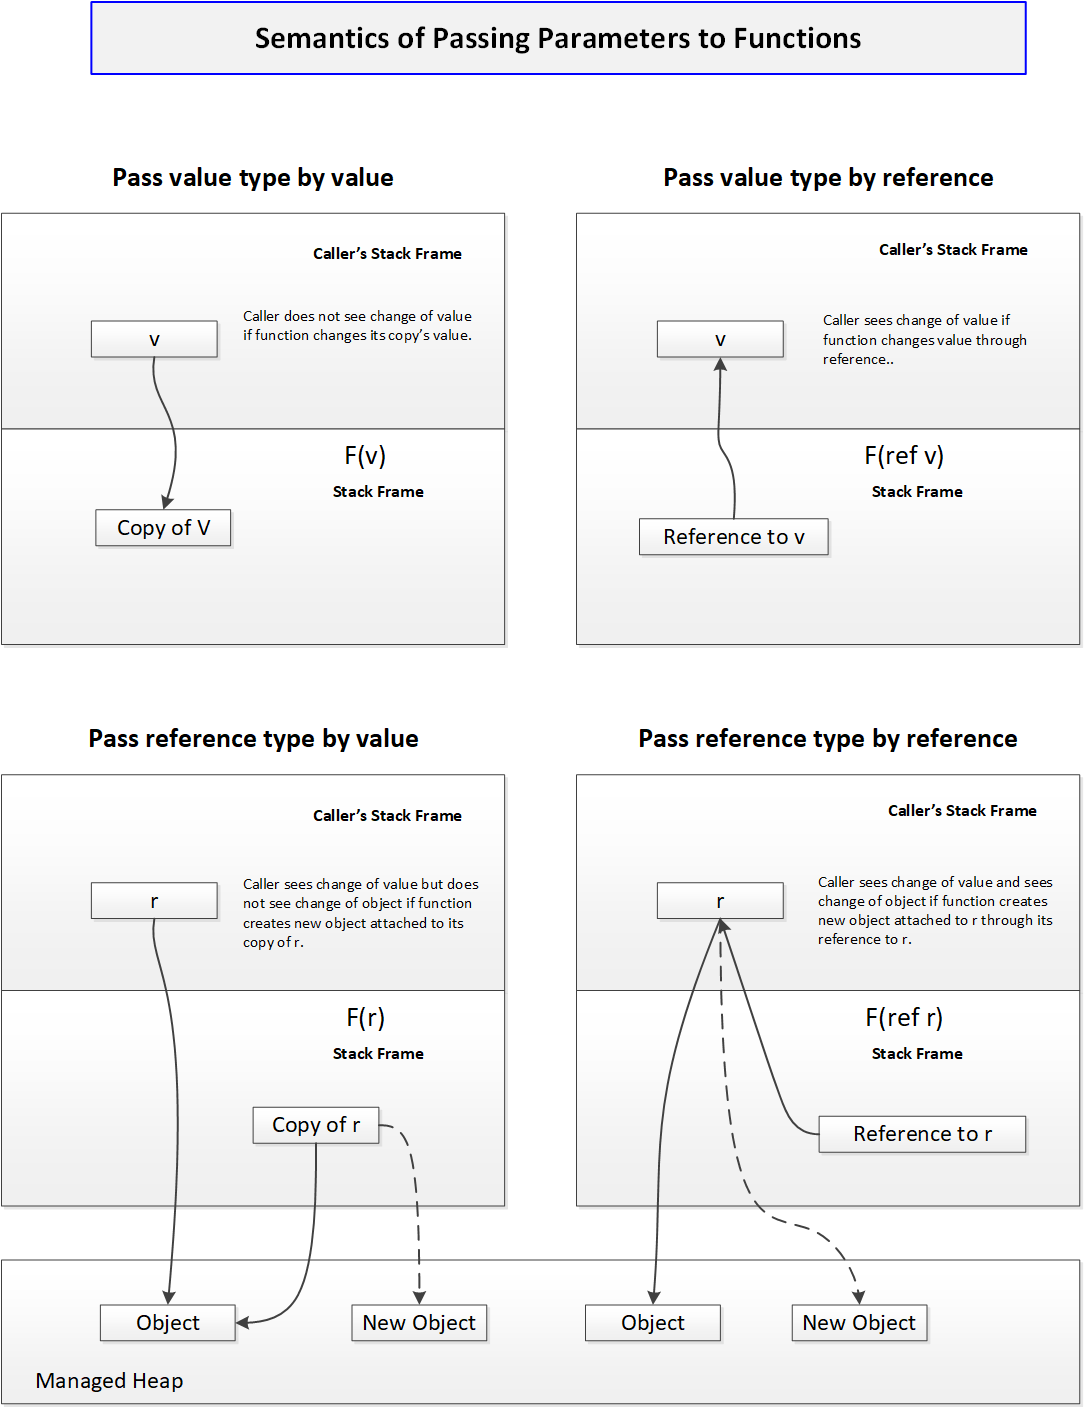 Semantics of Passing Parameters to Functions
Pass value type by value
Caller’s Stack Frame
v
Caller does not see change of value
if function changes its copy’s value.
F(v)
Stack Frame
Copy of V
Pass value type by reference
Caller’s Stack Frame
v
Caller sees change of value if
function changes value through
reference..
F(ref v)
Stack Frame
Reference to v
Pass reference type by value
Caller’s Stack Frame
r
Caller sees change of value but does
not see change of object if function
creates new object attached to its
copy of r.
F(r)
Stack Frame
Copy of r
Pass reference type by reference
Caller’s Stack Frame
r
Caller sees change of value and sees
change of object if function creates
new object attached to r through its
reference to r.
F(ref r)
Stack Frame
Reference to r
Object
New Object
Object
New Object
Managed Heap